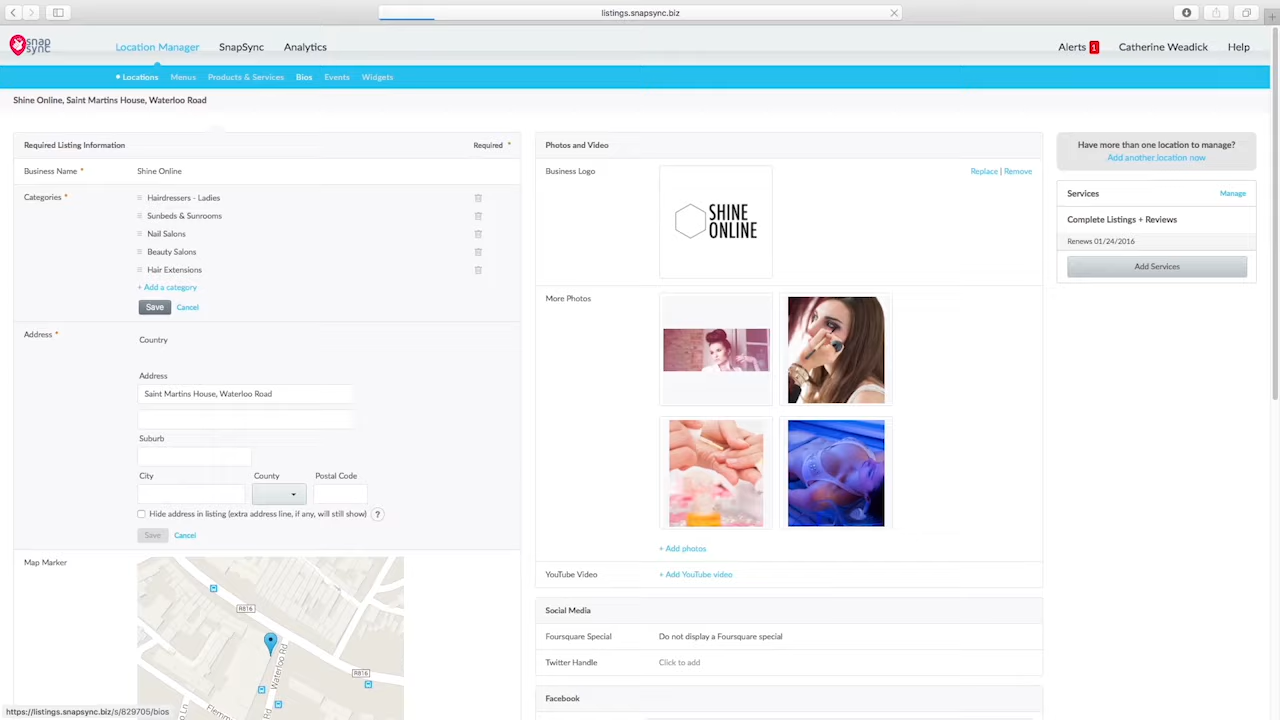 listings.snapsync.biz
snap
sync
Location Manager SnapSync Analytics
Alerts 1 Catherine Weadick Help
Locations Menus Products & Services Bios Events Widgets
Shine Online, Saint Martins House, Waterloo Road
Required Listing Information Required *
Business Name * Shine Online
Categories * Hairdressers - Ladies
Sunbeds & Sunrooms
Nail Salons
Beauty Salons
Hair Extensions
+ Add a category
Save Cancel
Address * Country
Address
Saint Martins House, Waterloo Road
Suburb
City County Postal Code
Hide address in listing (extra address line, if any, will still show) ?
Save Cancel
Map Marker
R816
Waterloo Rd
R816
Photos and Video
Business Logo Replace | Remove
SHINE
ONLINE
More Photos
+ Add photos
YouTube Video + Add YouTube video
Social Media
Foursquare Special Do not display a Foursquare special
Twitter Handle Click to add
Facebook
Have more than one location to manage?
Add another location now
Services Manage
Complete Listings + Reviews
Renews 01/24/2016
Add Services
https://listings.snapsync.biz/s/829705/bios